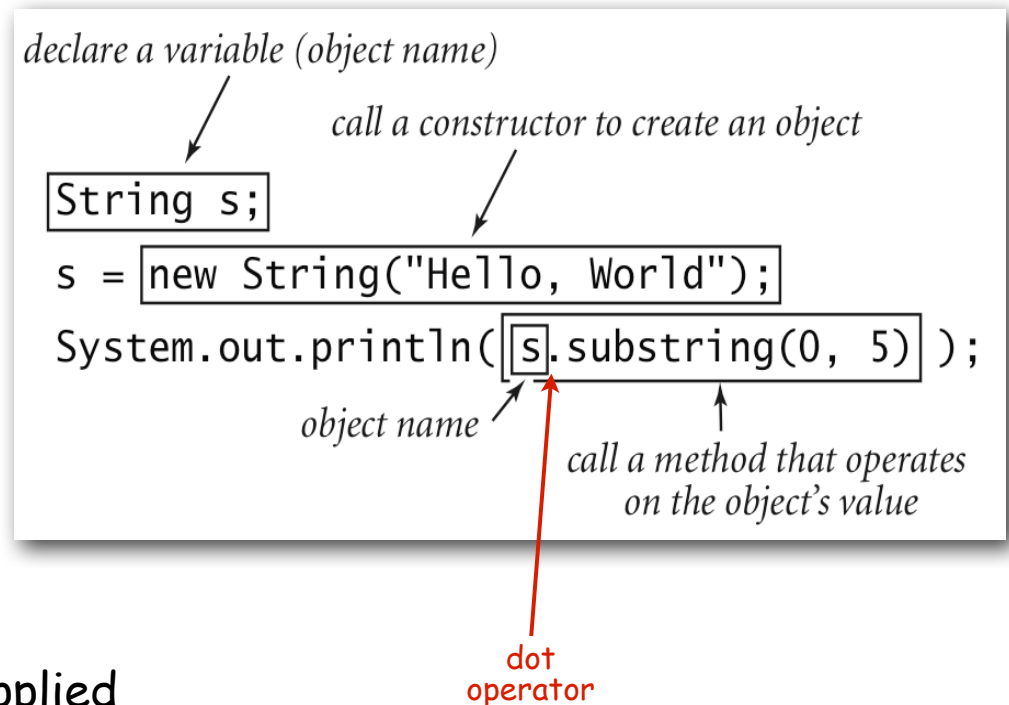 declare a variable (object name)
call a constructor to create an object
String s;
s = new String("Hello, World");
System.out.println( s.substring(0, 5) );
object name
call a method that operates
on the object's value
dot
operator